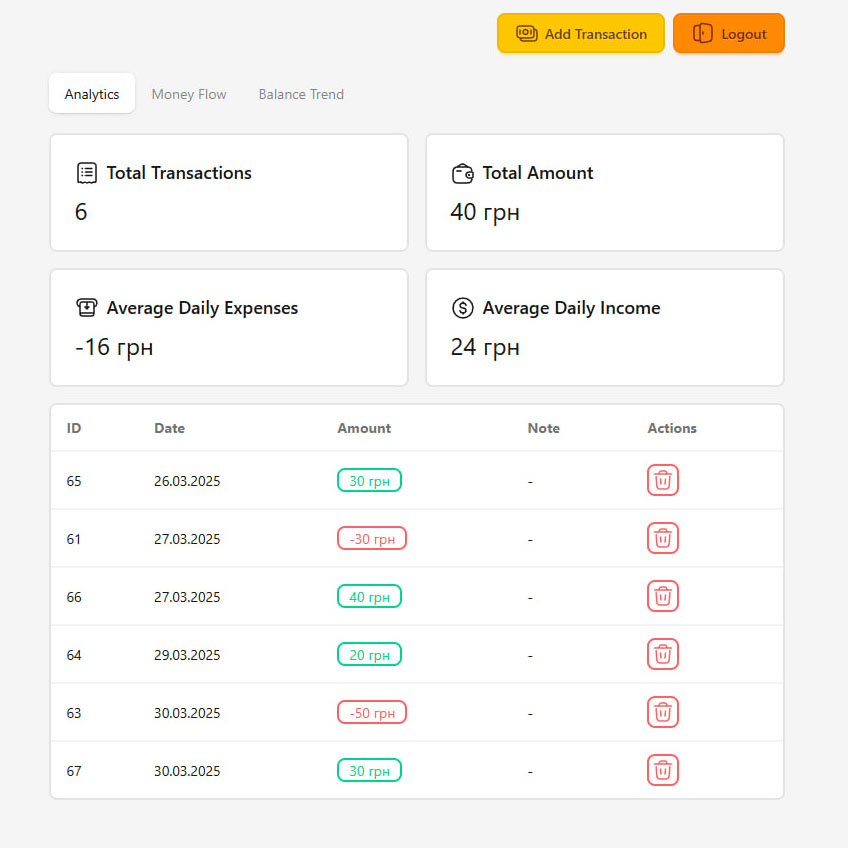 Add Transaction Logout
Analytics Money Flow Balance Trend
Total Transactions
6
Total Amount
40 грн
Average Daily Expenses
-16 грн
Average Daily Income
24 грн
ID Date Amount Note Actions
65 26.03.2025 30 грн -
61 27.03.2025 -30 грн -
66 27.03.2025 40 грн -
64 29.03.2025 20 грн -
63 30.03.2025 -50 грн -
67 30.03.2025 30 грн -